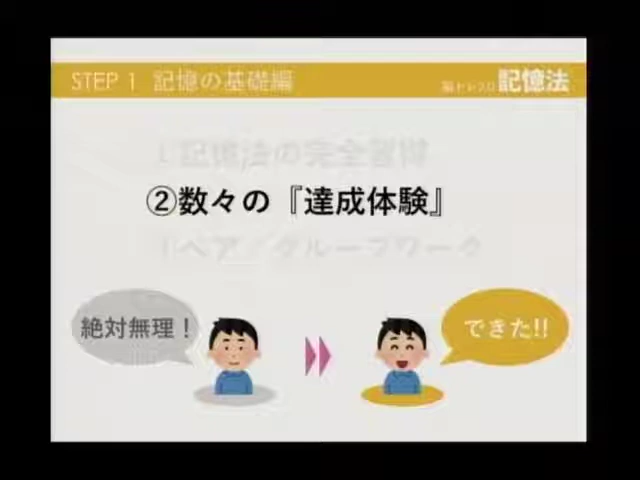 STEP 1 記憶の基礎編
脳トレ320 記憶法
記憶法の完全習得
②数々の『達成体験』
ペア／グループワーク
絶対無理！
できた!!